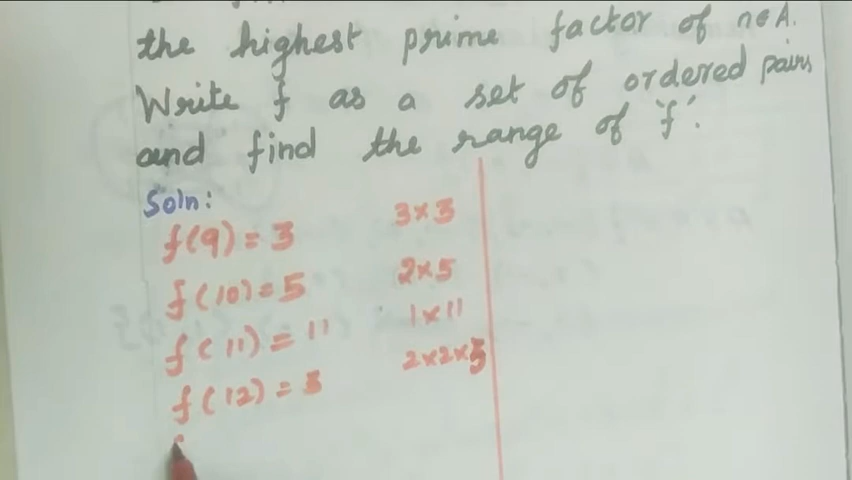 the highest prime factor of n∈A.
Write f as a set of ordered pairs
and find the range of 'f'.
Soln:
f(9) = 3 3×3
f(10) = 5 2×5
f(11) = 11 1×11
f(12) = 3 2×2×3